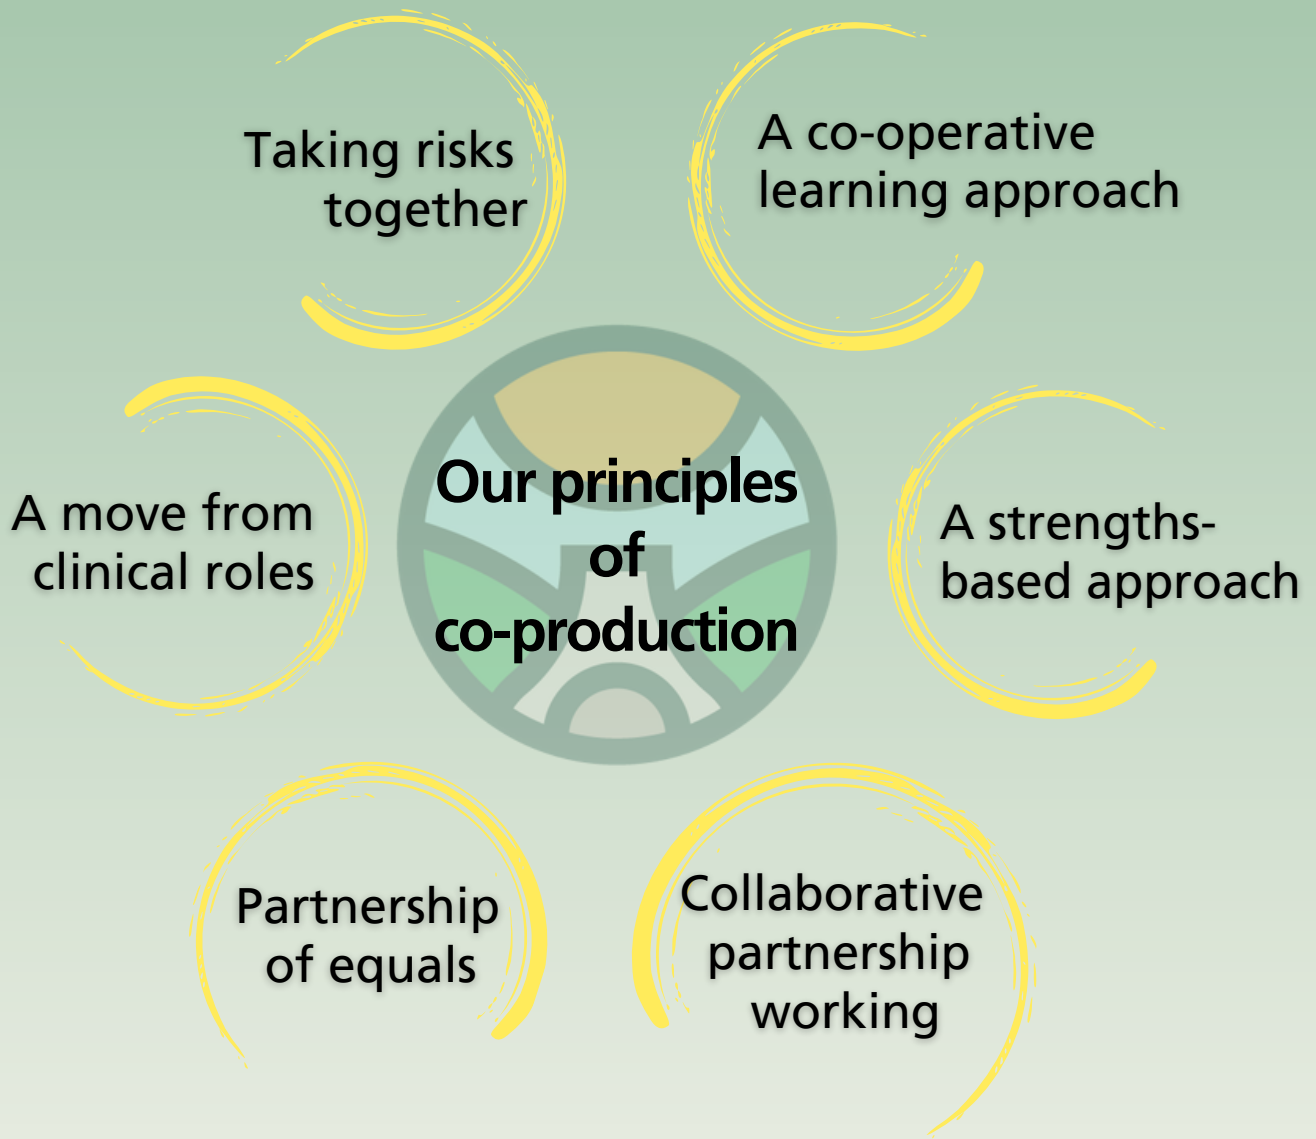 Taking risks
together
A co-operative
learning approach
A move from
clinical roles
Our principles
of
co-production
A strengths-
based approach
Partnership
of equals
Collaborative
partnership
working